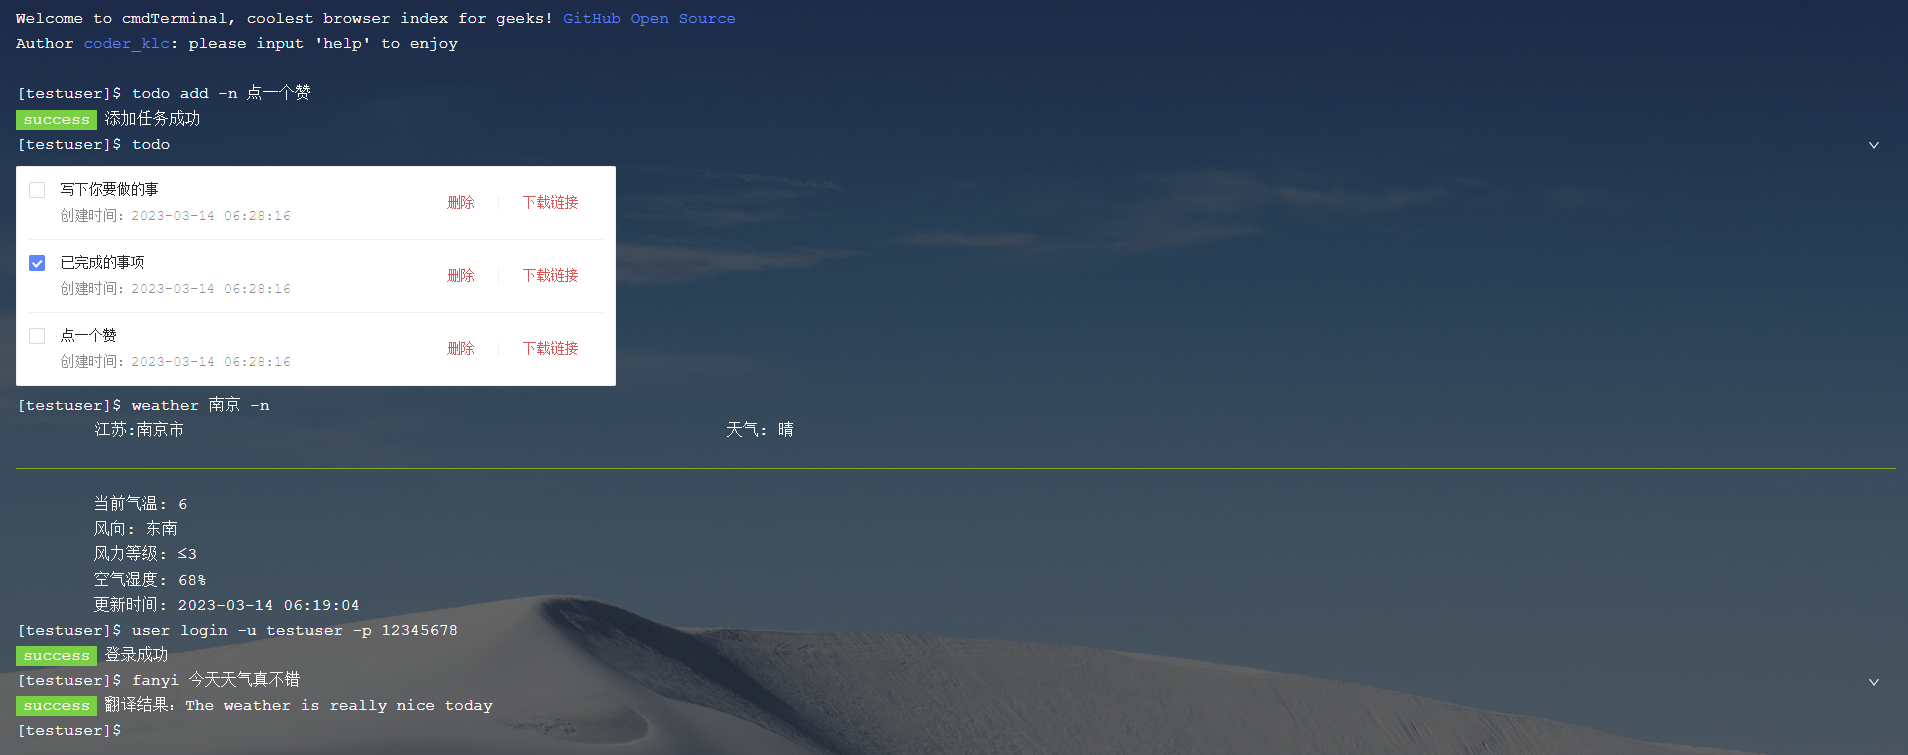 Welcome to cmdTerminal, coolest browser index for geeks! GitHub Open Source
Author coder_klc: please input 'help' to enjoy
[testuser]$ todo add -n 点一个赞
success 添加任务成功
[testuser]$ todo
写下你要做的事
创建时间：2023-03-14 06:28:16
删除 下载链接
已完成的事项
创建时间：2023-03-14 06:28:16
删除 下载链接
点一个赞
创建时间：2023-03-14 06:28:16
删除 下载链接
[testuser]$ weather 南京 -n
江苏:南京市 天气: 晴
当前气温: 6
风向: 东南
风力等级: ≤3
空气湿度: 68%
更新时间: 2023-03-14 06:19:04
[testuser]$ user login -u testuser -p 12345678
success 登录成功
[testuser]$ fanyi 今天天气真不错
success 翻译结果：The weather is really nice today
[testuser]$